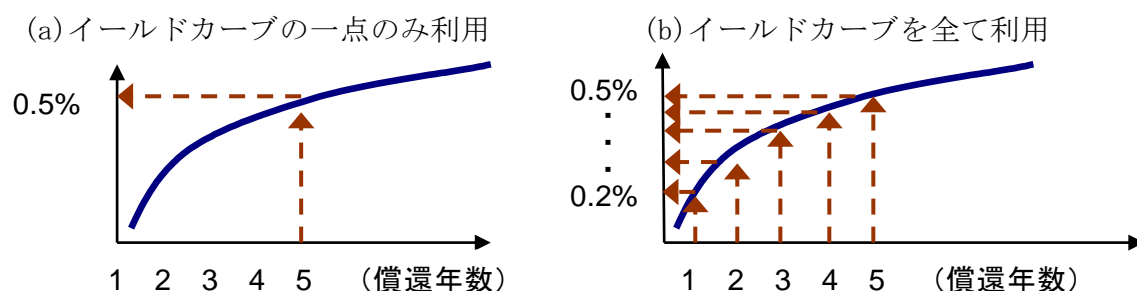 (a)イールドカーブの一点のみ利用
0.5%
1 2 3 4 5 (償還年数)
(b)イールドカーブを全て利用
0.5%
・
・
・
0.2%
1 2 3 4 5 (償還年数)